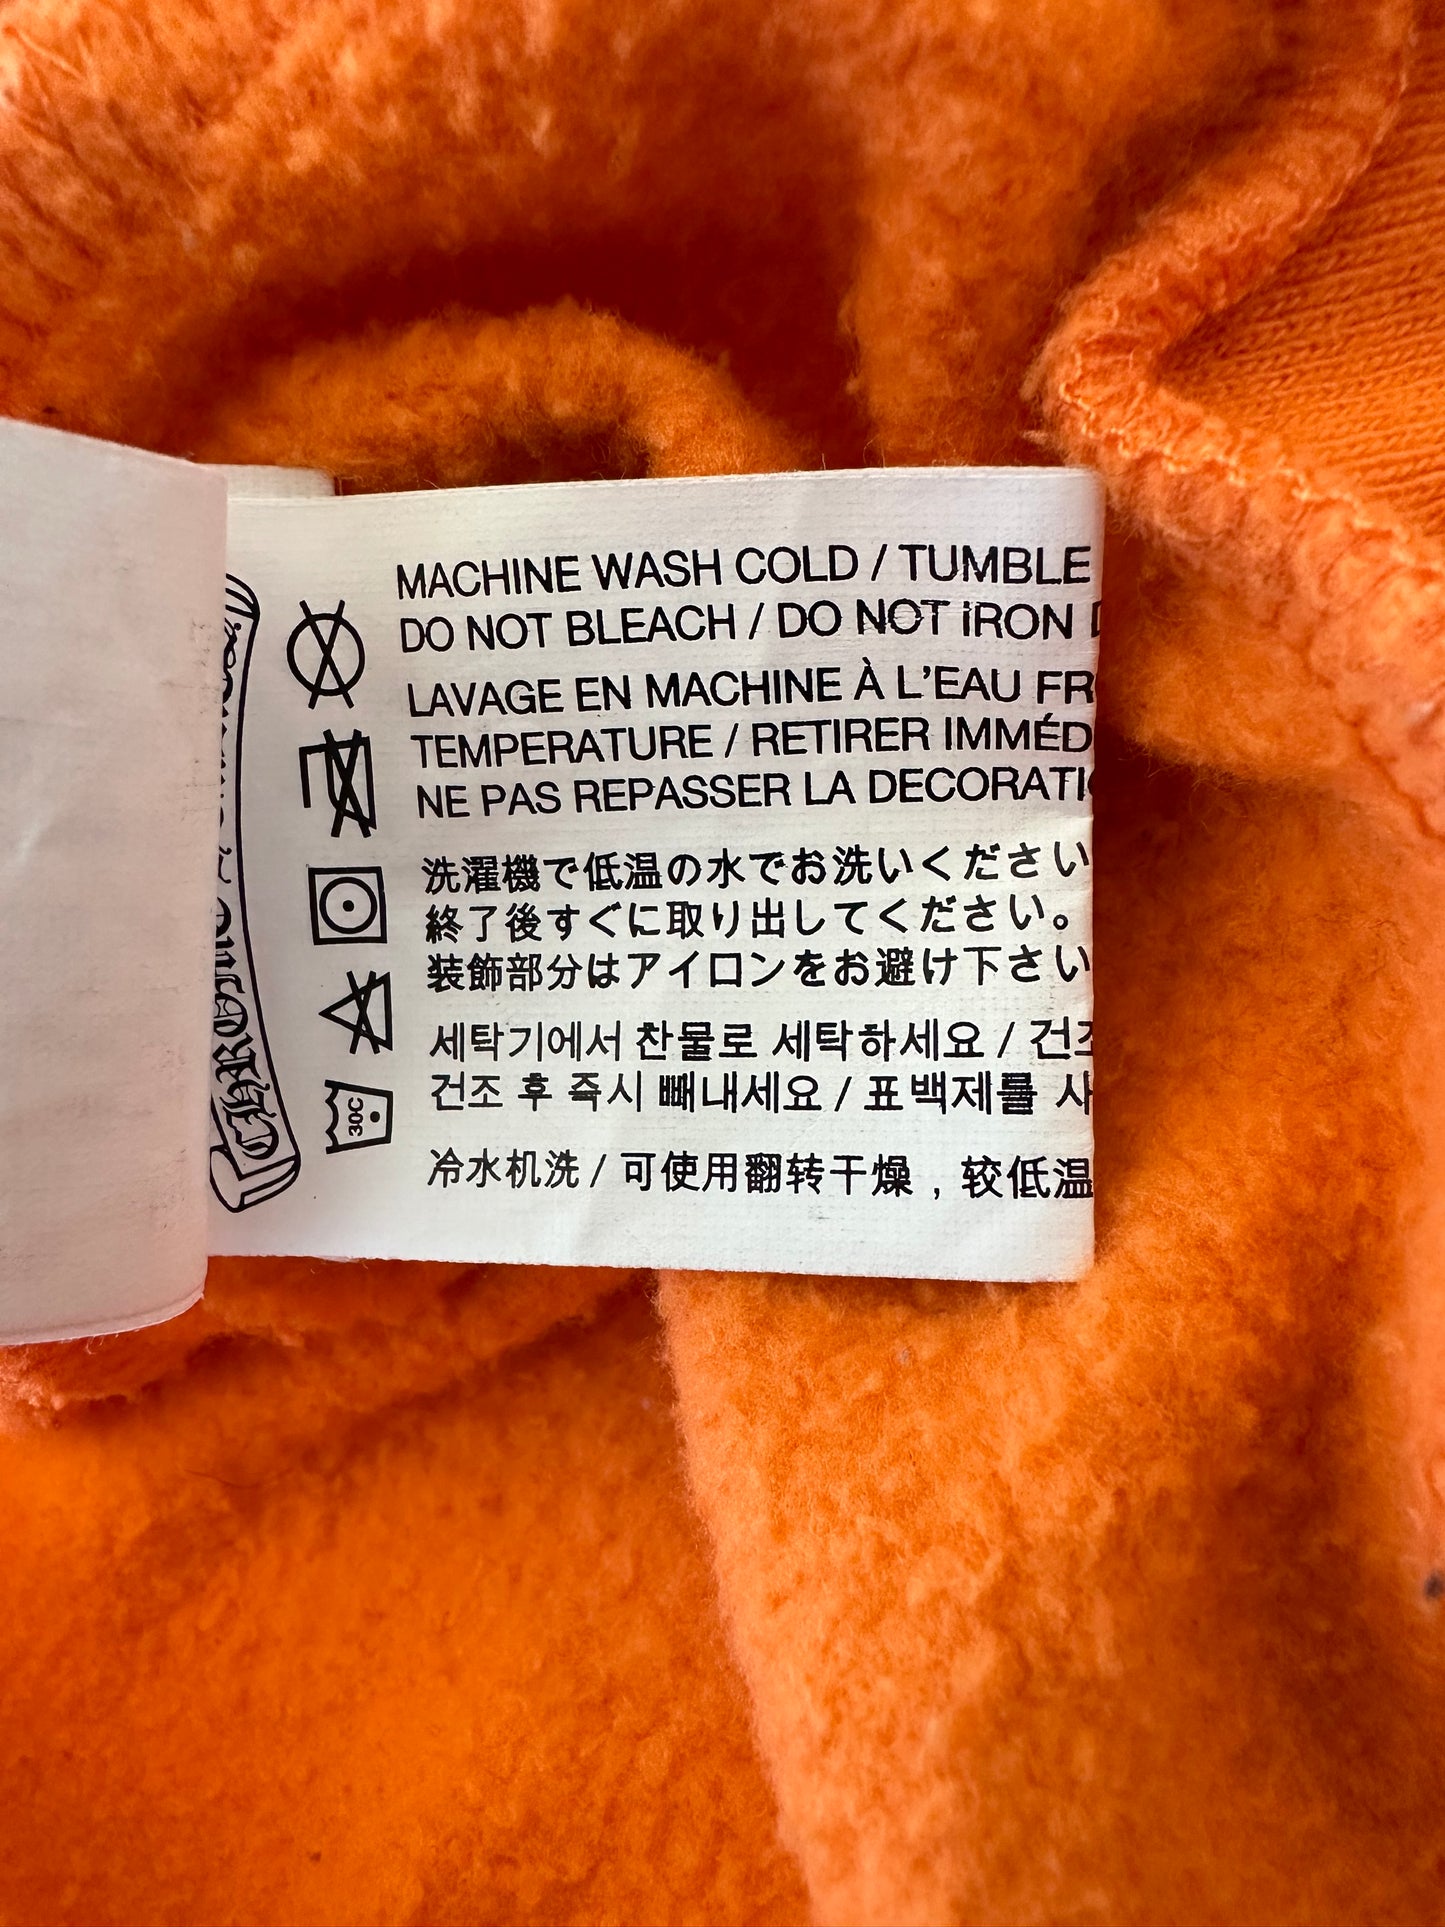 MACHINE WASH COLD / TUMBLE
DO NOT BLEACH / DO NOT IRON
LAVAGE EN MACHINE À L'EAU FR
TEMPERATURE / RETIRER IMMÉD
NE PAS REPASSER LA DECORATI
洗濯機で低温の水でお洗いください
終了後すぐに取り出してください。
装飾部分はアイロンをお避け下さい
세탁기에서 찬물로 세탁하세요 / 건조
건조 후 즉시 빼내세요 / 표백제를 사
冷水机洗 / 可使用翻转干燥，较低温
30C
CHROME